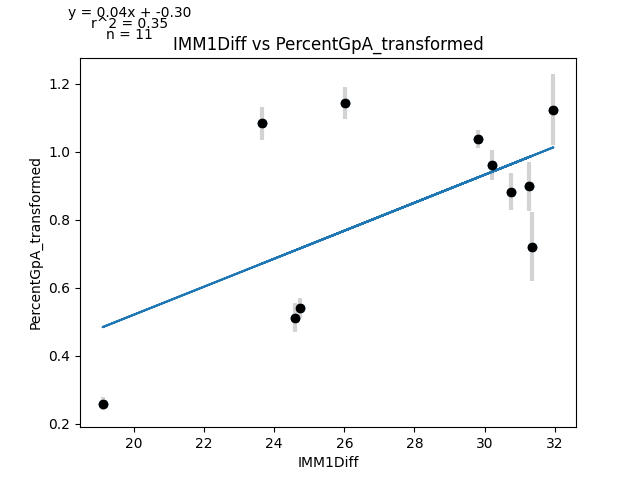 y = 0.04x + -0.30
r^2 = 0.35
n = 11
IMM1Diff vs PercentGpA_transformed
PercentGpA_transformed
1.2
1.0
0.8
0.6
0.4
0.2
20 22 24 26 28 30 32
IMM1Diff